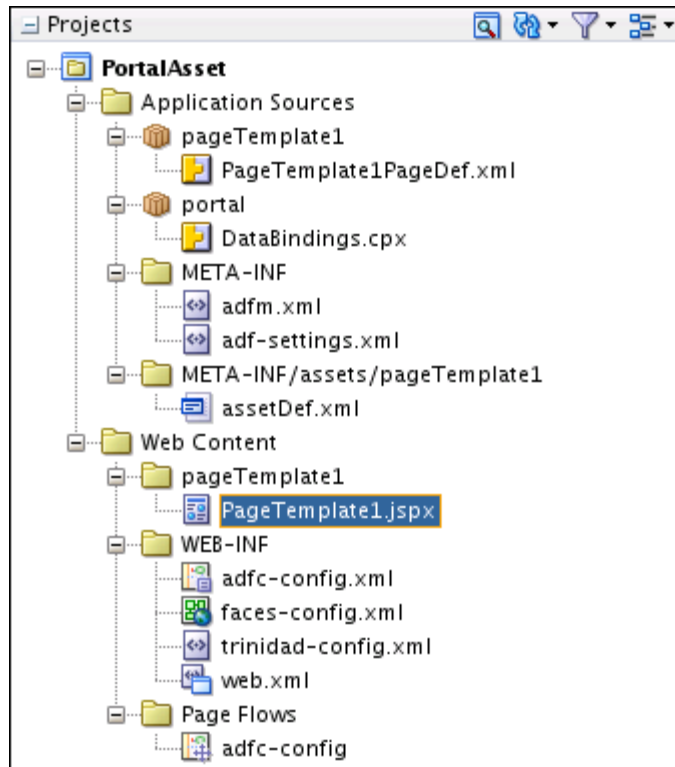 Projects
PortalAsset
Application Sources
pageTemplate1
PageTemplate1PageDef.xml
portal
DataBindings.cpx
META-INF
adfm.xml
adf-settings.xml
META-INF/assets/pageTemplate1
assetDef.xml
Web Content
pageTemplate1
PageTemplate1.jspx
WEB-INF
adfc-config.xml
faces-config.xml
trinidad-config.xml
web.xml
Page Flows
adfc-config